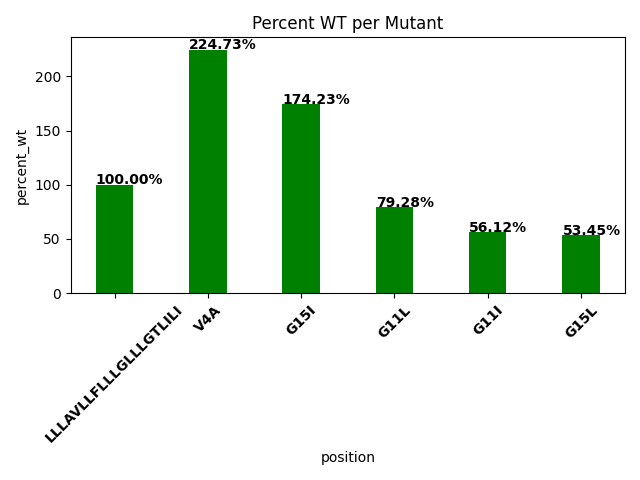 Percent WT per Mutant
percent_wt
200
150
100
50
0
100.00%
224.73%
174.23%
79.28%
56.12%
53.45%
LLLAVLLFLLLGLLLGTLILI
V4A
G15I
G11L
G11I
G15L
position